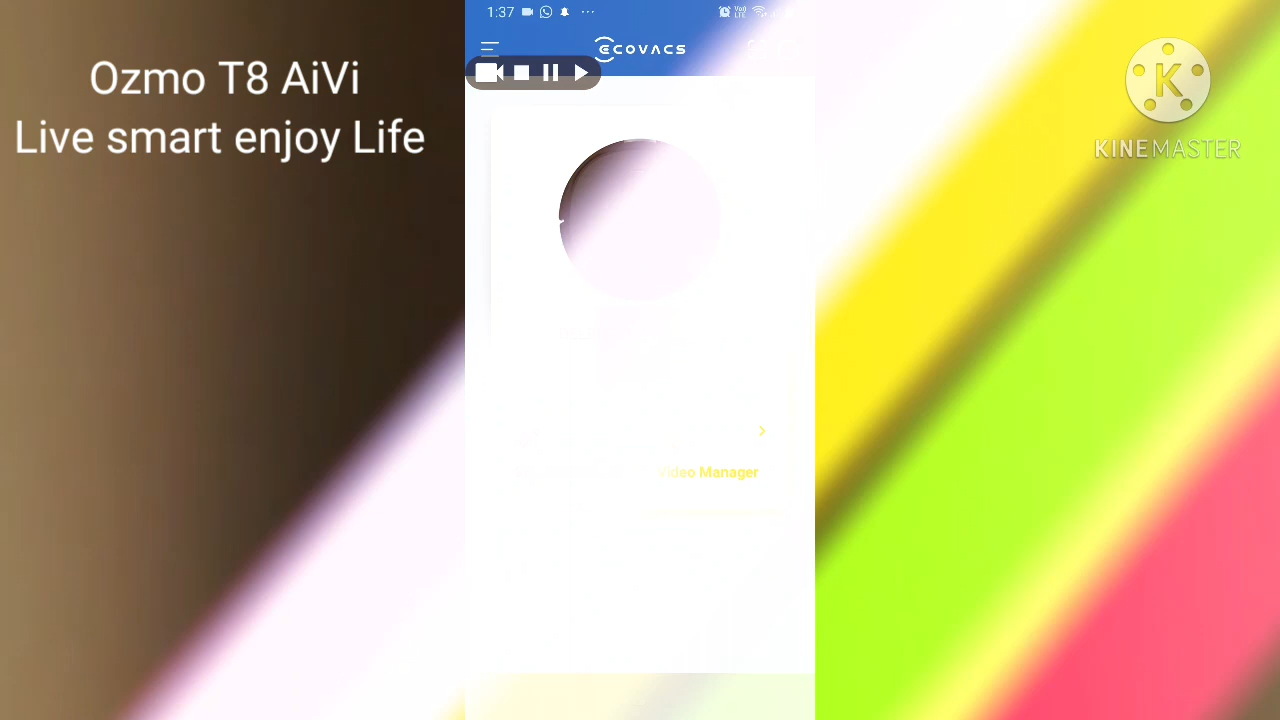 Ozmo T8 AiVi
Live smart enjoy Life
1:37
ECOVACS
KINEMASTER
Video Manager